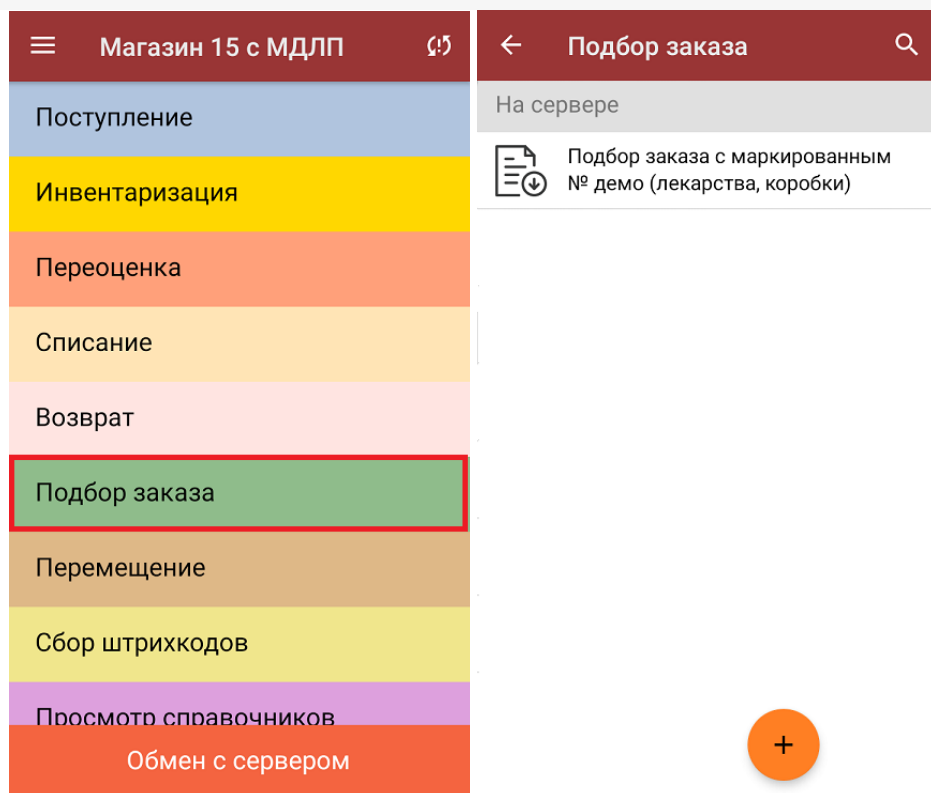 Магазин 15 с МДЛП
Поступление
Инвентаризация
Переоценка
Списание
Возврат
Подбор заказа
Перемещение
Сбор штрихкодов
Просмотр справочников
Обмен с сервером
Подбор заказа
На сервере
Подбор заказа с маркированным
№ демо (лекарства, коробки)